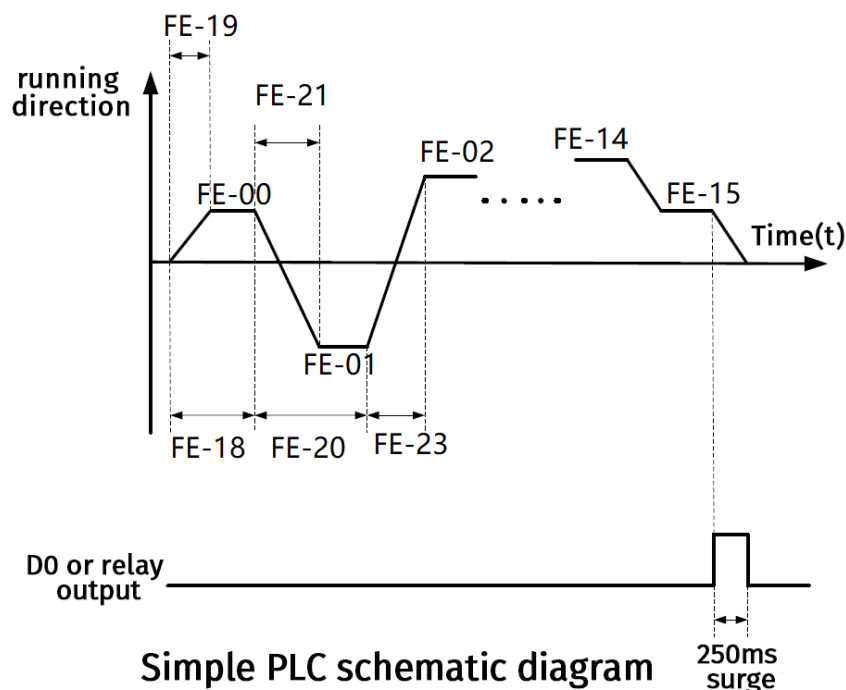 FE-19
running
direction
FE-21
FE-02
FE-14
FE-00
FE-15
Time(t)
FE-01
FE-18
FE-20
FE-23
D0 or relay
output
250ms
surge
Simple PLC schematic diagram